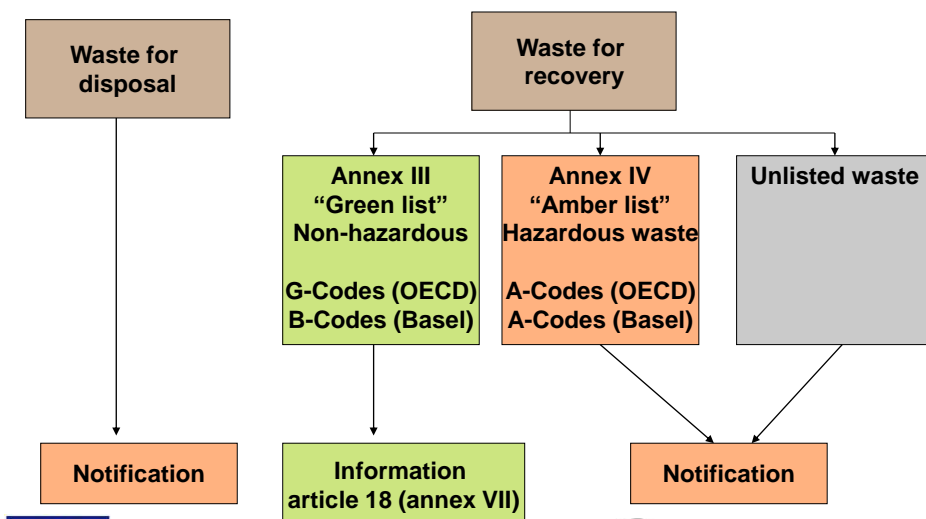 Waste for
disposal
Waste for
recovery
Annex III
“Green list”
Non-hazardous
G-Codes (OECD)
B-Codes (Basel)
Annex IV
“Amber list”
Hazardous waste
A-Codes (OECD)
A-Codes (Basel)
Unlisted waste
Notification
Information
article 18 (annex VII)
Notification